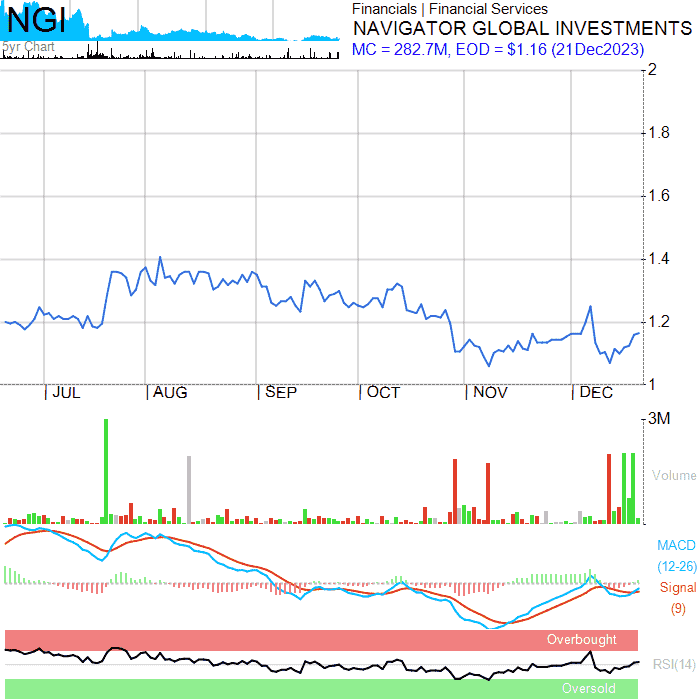 NGI
5yr Chart
Financials | Financial Services
NAVIGATOR GLOBAL INVESTMENTS
MC = 282.7M, EOD = $1.16 (21Dec2023)
2
1.8
1.6
1.4
1.2
1
JUL
AUG
SEP
OCT
NOV
DEC
3M
Volume
MACD
(12-26)
Signal
(9)
Overbought
RSI(14)
Oversold